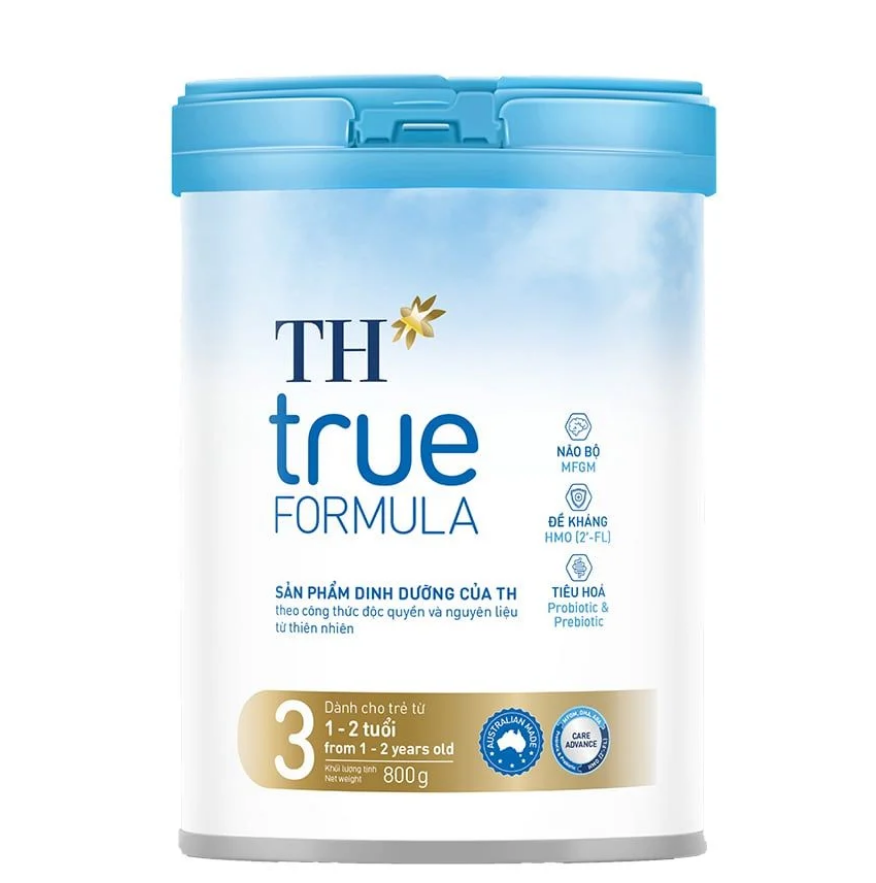 TH
true
FORMULA
NÃO BỘ
MFGM
ĐỀ KHÁNG
HMO (2'-FL)
TIÊU HOÁ
Probiotic &
Prebiotic
SẢN PHẨM DINH DƯỠNG CỦA TH
theo công thức độc quyền và nguyên liệu
từ thiên nhiên
3
Dành cho trẻ từ
1 - 2 tuổi
from 1 - 2 years old
Khối lượng tịnh
Net weight
800g
AUSTRALIAN MADE
CARE
ADVANCE